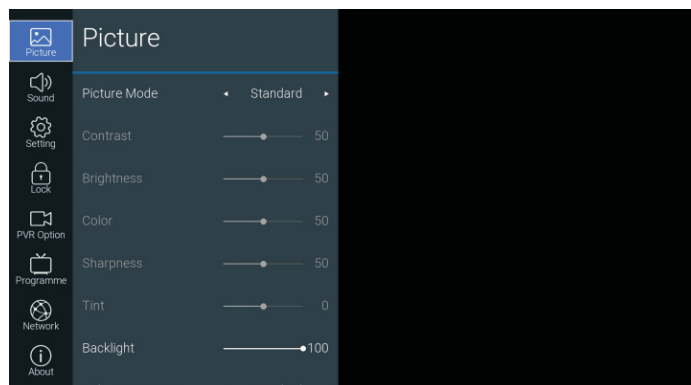 Picture
Sound
Setting
Lock
PVR Option
Programme
Network
About
Picture
Picture Mode Standard
Contrast 50
Brightness 50
Color 50
Sharpness 50
Tint 0
Backlight 100